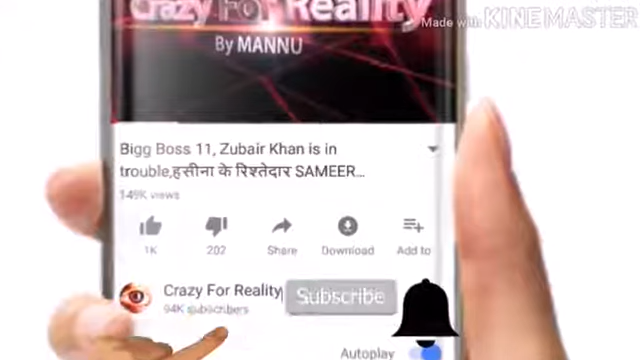 Crazy For Reality
Made with KINEMASTER
By MANNU
Bigg Boss 11, Zubair Khan is in
trouble,हसीना के रिश्तेदार SAMEER...
149K views
1K
202
Share
Download
Add to
Crazy For Reality
Subscribe
94K subscribers
Autoplay